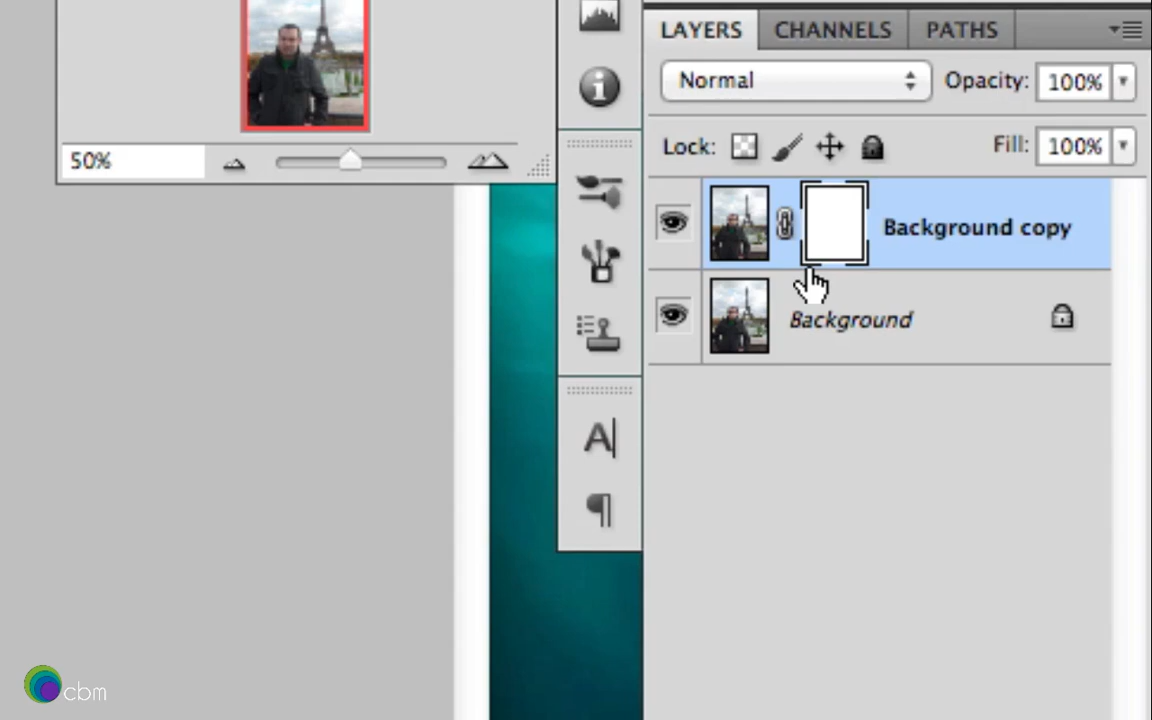 LAYERS CHANNELS PATHS
Normal Opacity: 100%
Lock: Fill: 100%
50%
Background copy
Background
A
¶
cbm